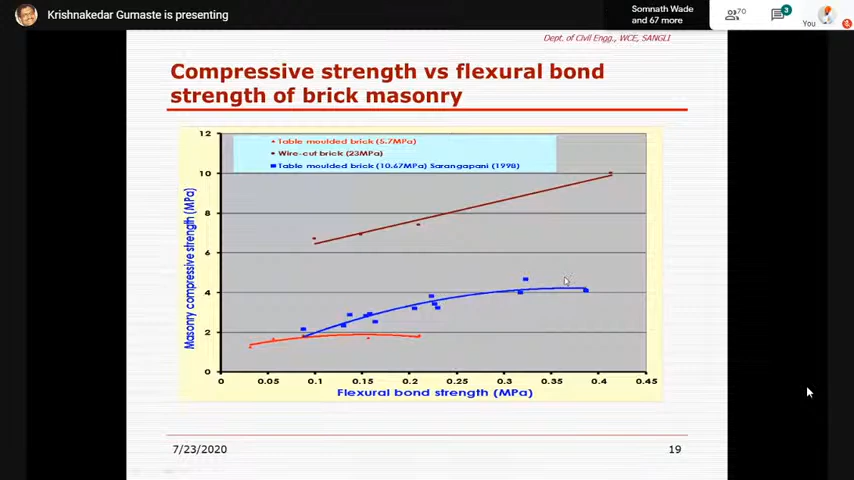 Krishnakedar Gumaste is presenting
Somnath Wade
and 67 more
70
3
You
Dept. of Civil Engg., WCE, SANGLI
Compressive strength vs flexural bond
strength of brick masonry
Table moulded brick (5.7MPa)
Wire-cut brick (23MPa)
Table moulded brick (10.67MPa) Sarangapani (1998)
Masonry compressive strength (MPa)
12
10
8
6
4
2
0
0 0.05 0.1 0.15 0.2 0.25 0.3 0.35 0.4 0.45
Flexural bond strength (MPa)
7/23/2020
19